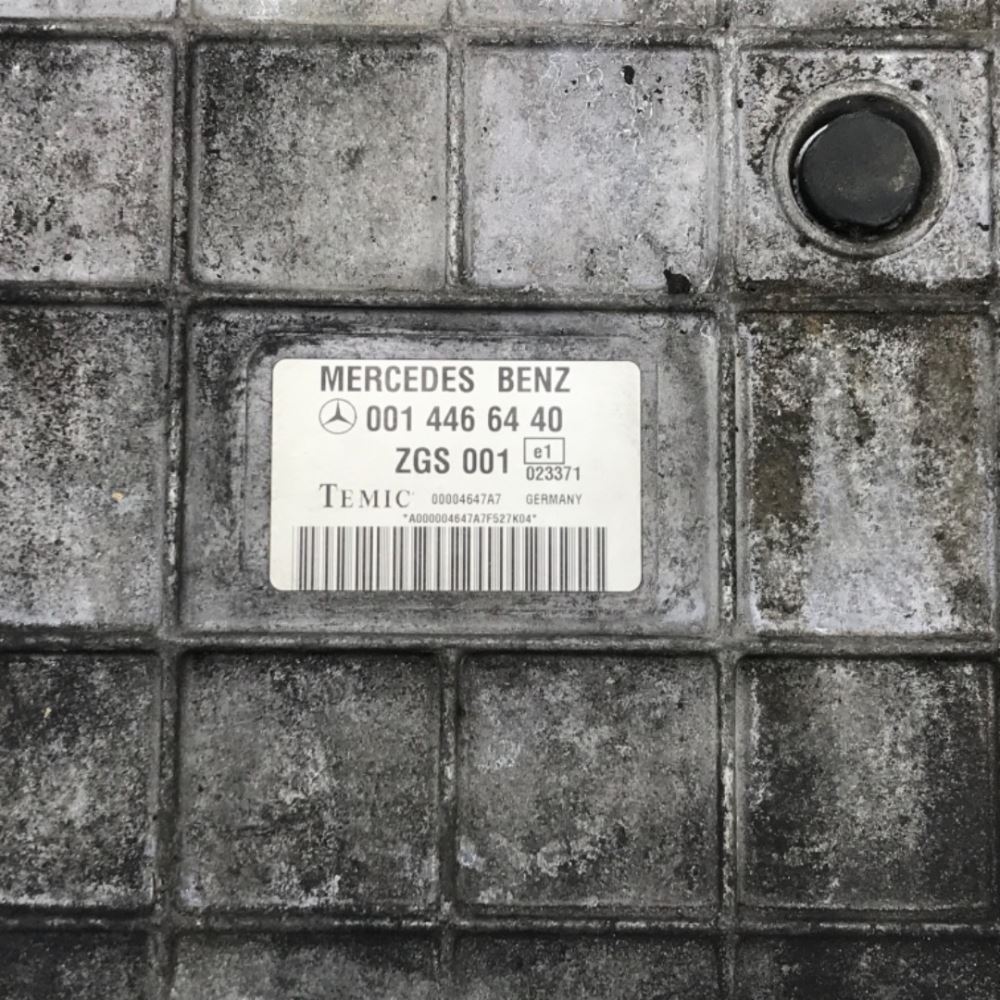 MERCEDES BENZ
001 446 64 40
ZGS 001 e1
023371
TEMIC 00004647A7 GERMANY
*A000004647A7F527K04*